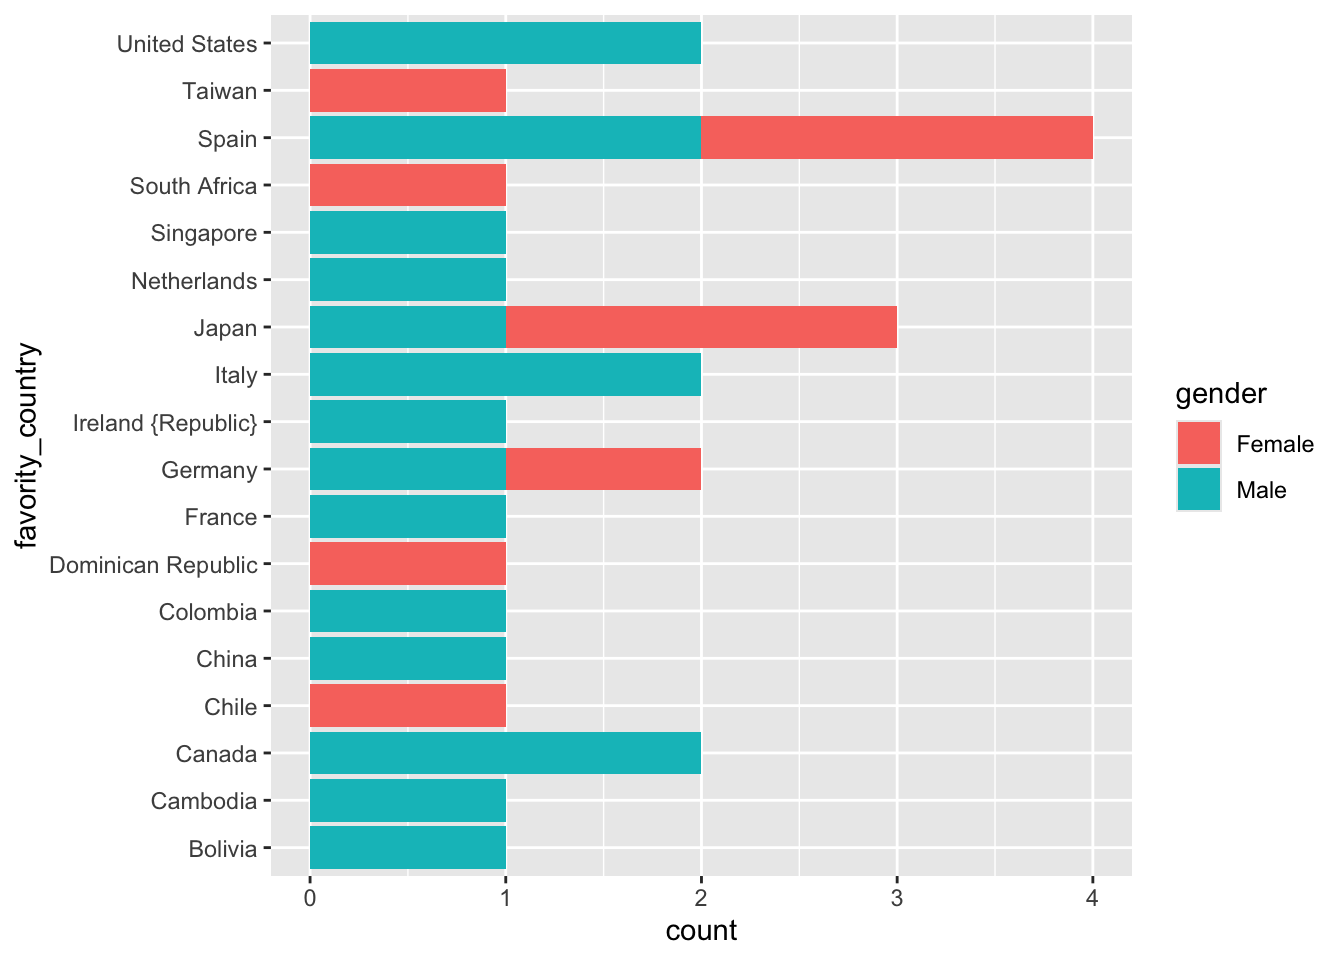 United States
Taiwan
Spain
South Africa
Singapore
Netherlands
Japan
Italy
Ireland {Republic}
Germany
France
Dominican Republic
Colombia
China
Chile
Canada
Cambodia
Bolivia
favority_country
0 1 2 3 4
count
gender
Female
Male